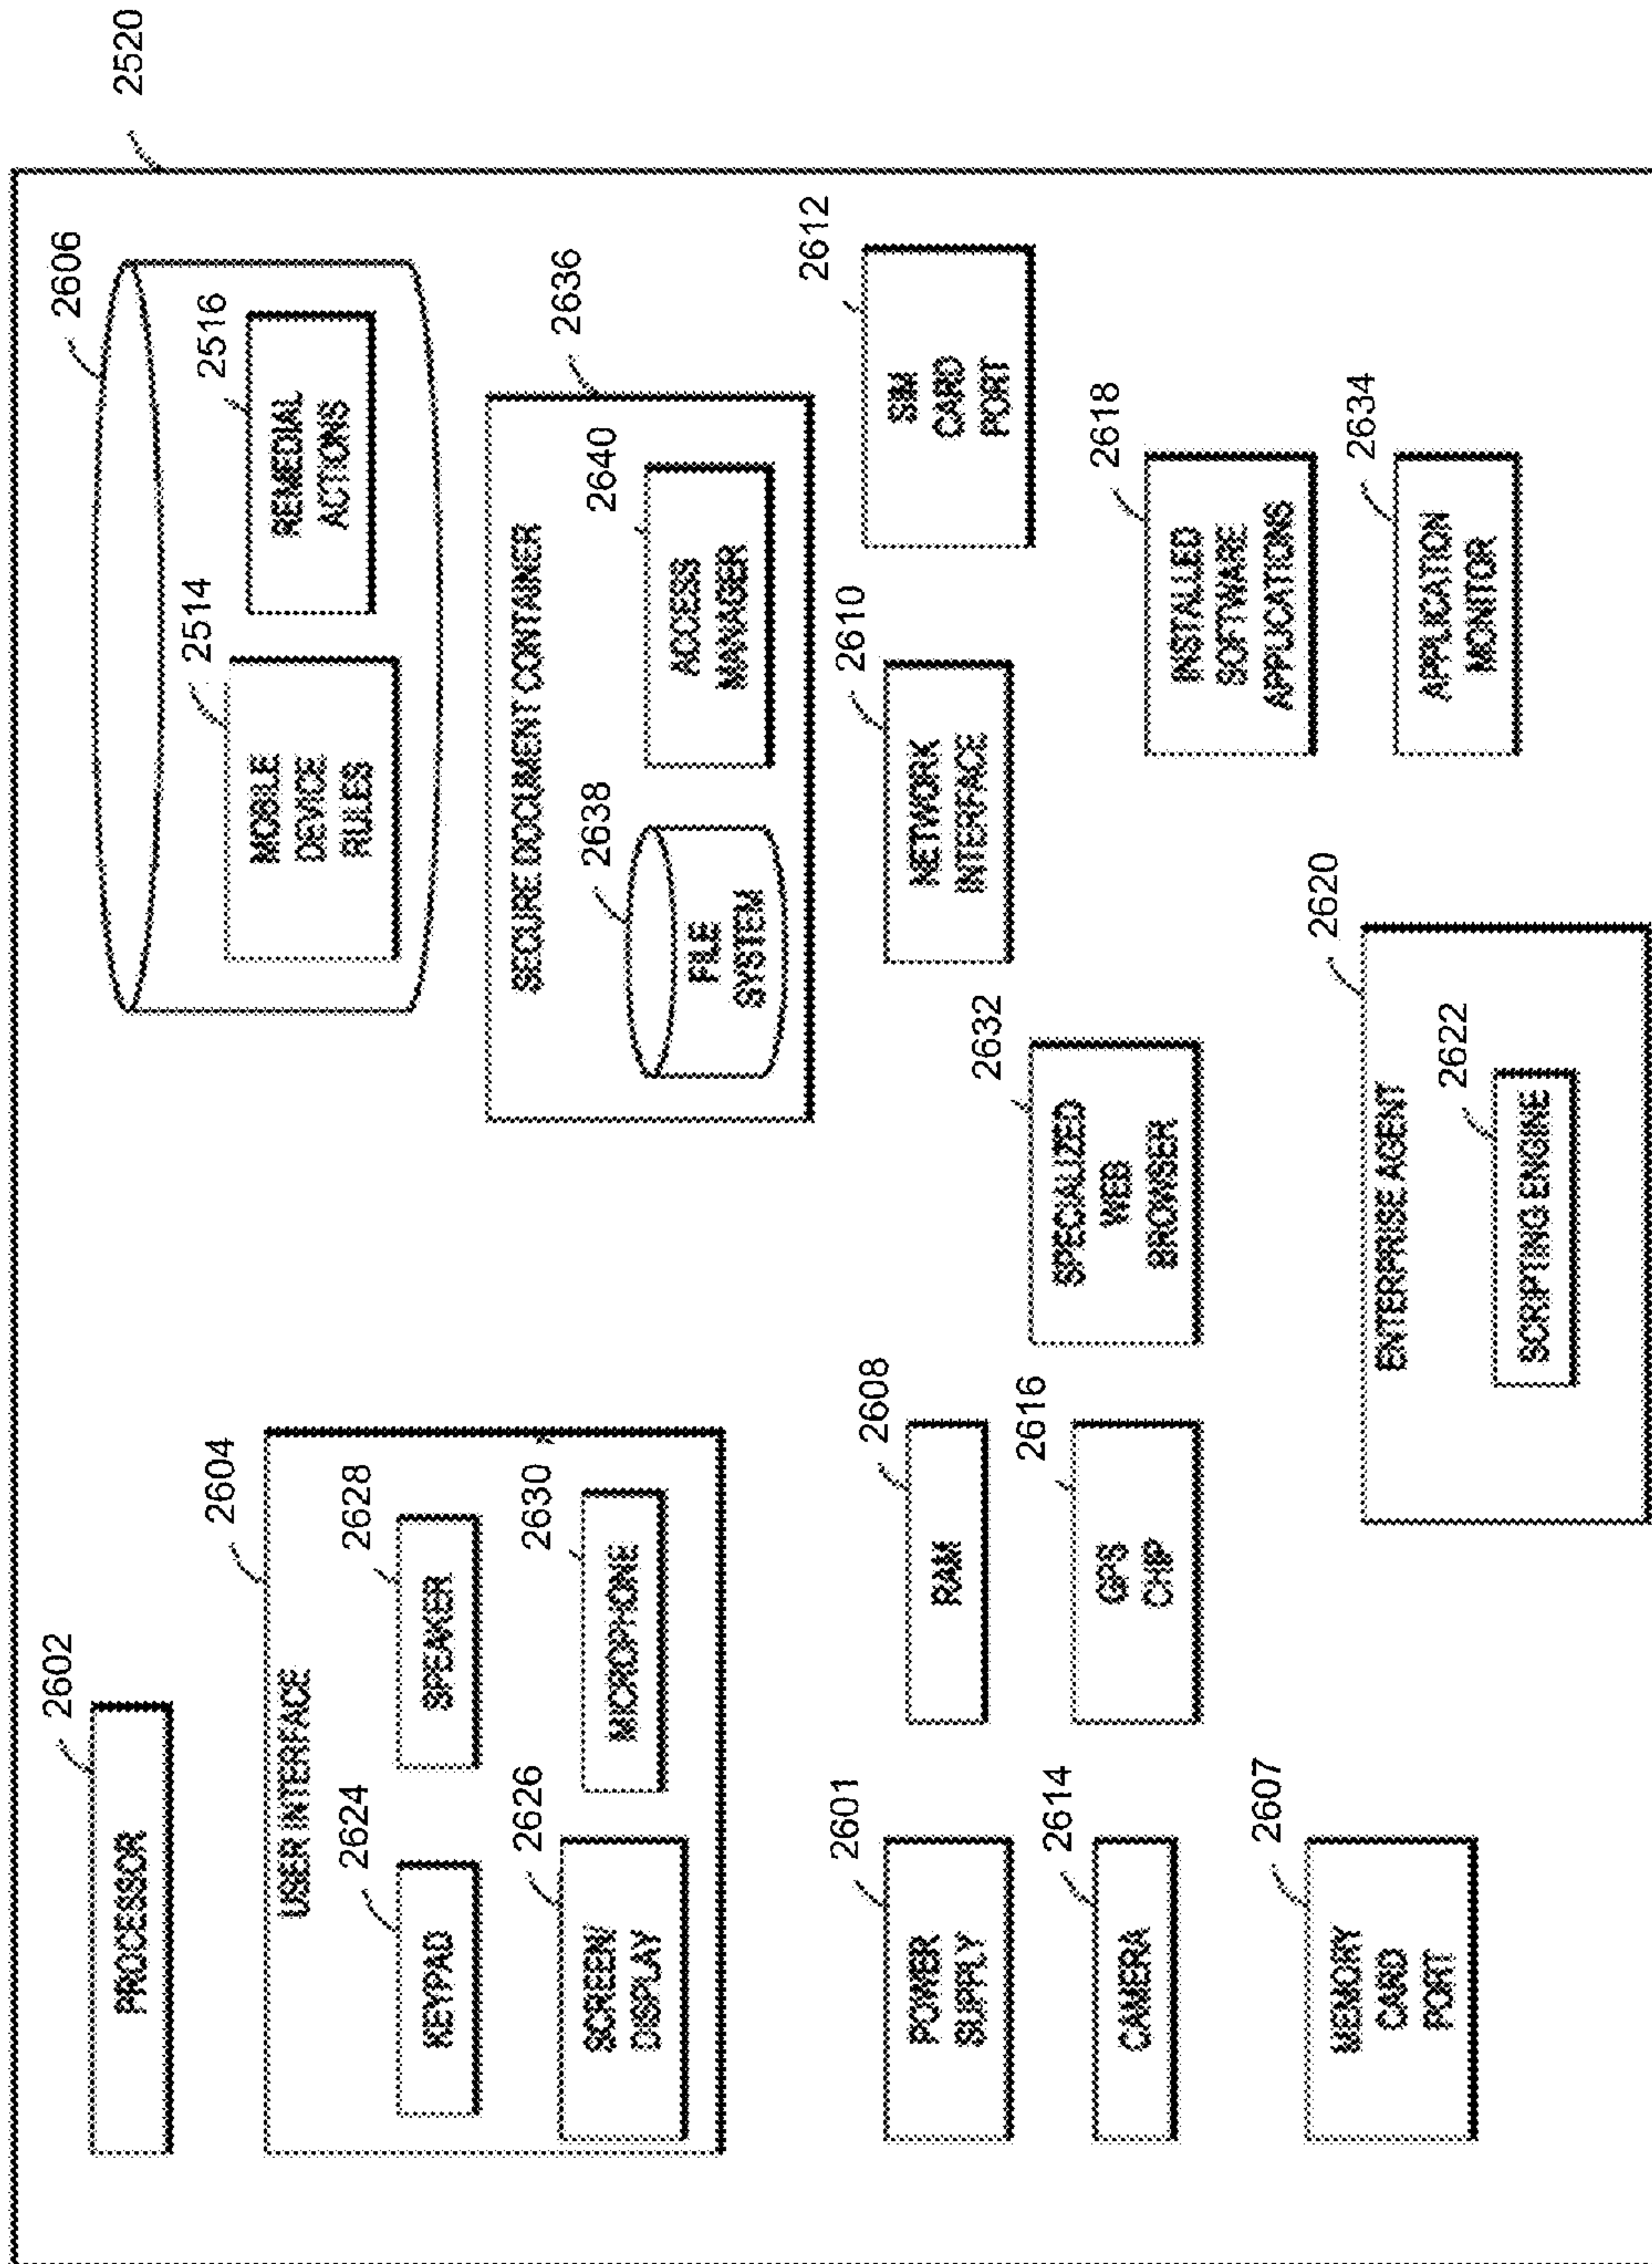 2520
2602
PROCESSOR
2604
USER INTERFACE
2624
KEYPAD
2628
SPEAKER
2626
SCREEN/
DISPLAY
2630
MICROPHONE
2606
2514
MOBILE
DEVICE
RULES
2516
REMEDIAL
ACTIONS
2636
SECURE DOCUMENT CONTAINER
2638
FILE
SYSTEM
2640
ACCESS
MANAGER
2601
POWER
SUPPLY
2608
RAM
2610
NETWORK
INTERFACE
2612
SIM
CARD
PORT
2614
CAMERA
2616
GPS
CHIP
2632
SPECIALIZED
WEB
BROWSER
2618
INSTALLED
SOFTWARE
APPLICATIONS
2607
MEMORY
CARD
PORT
2620
ENTERPRISE AGENT
2622
SCRIPTING ENGINE
2634
APPLICATION
MONITOR